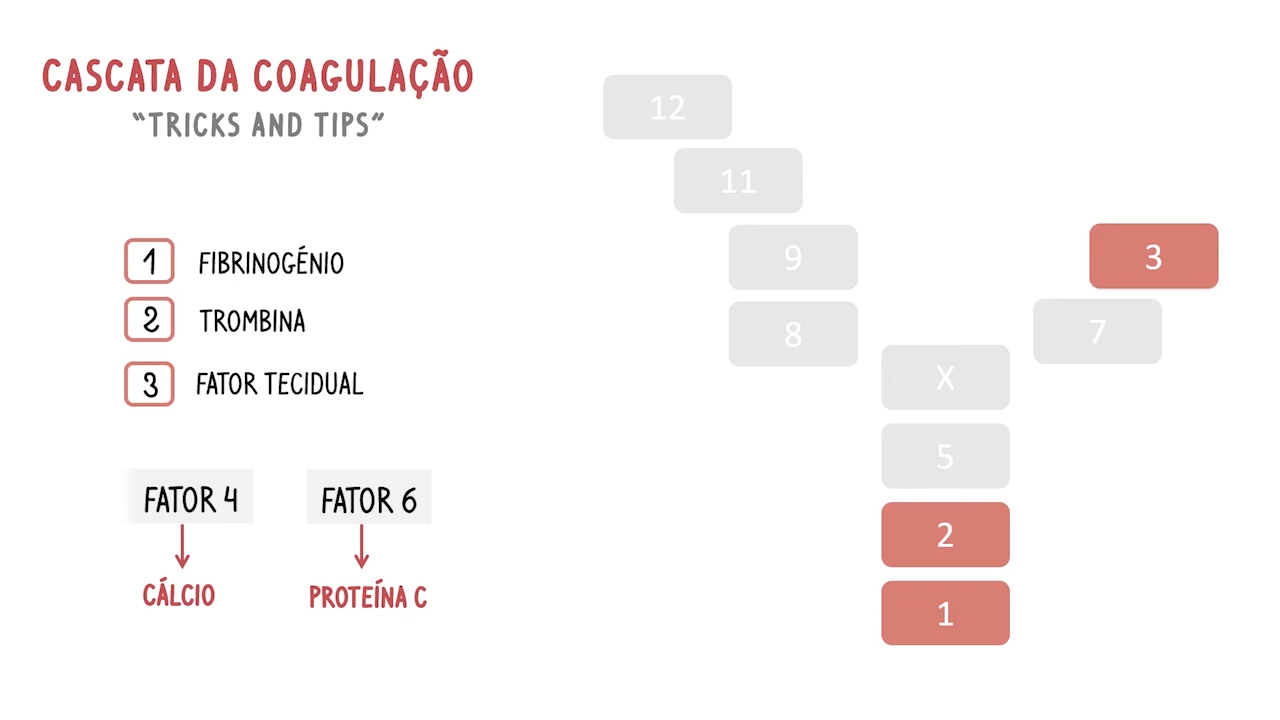 CASCATA DA COAGULAÇÃO
“TRICKS AND TIPS”
1 FIBRINOGÉNIO
2 TROMBINA
3 FATOR TECIDUAL
FATOR 4
CÁLCIO
FATOR 6
PROTEÍNA C
12
11
9
8
3
7
X
5
2
1